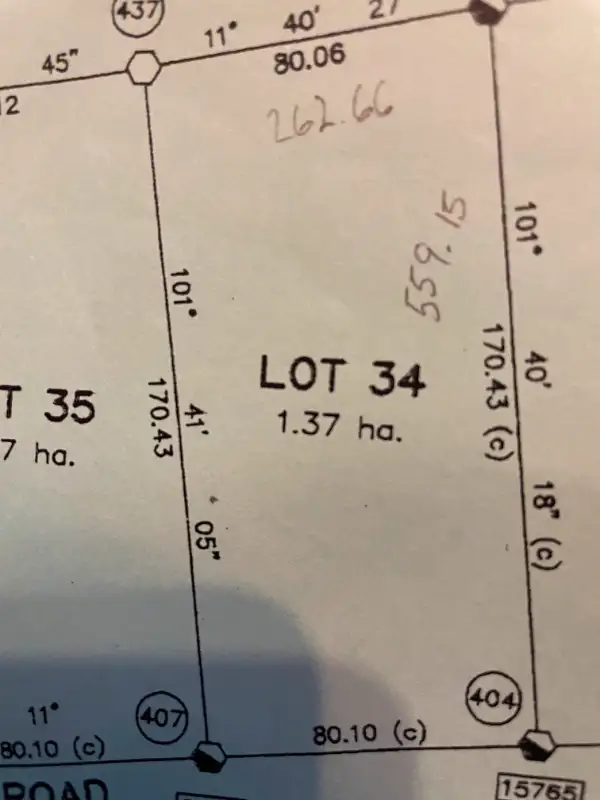 437
45"
11° 40' 27
80.06
12
262.66
559.15
101° 41' 05"
170.43
101° 40' 18" (c)
170.43 (c)
LOT 34
1.37 ha.
T 35
7 ha.
404
407
11°
80.10 (c)
80.10 (c)
ROAD
15765